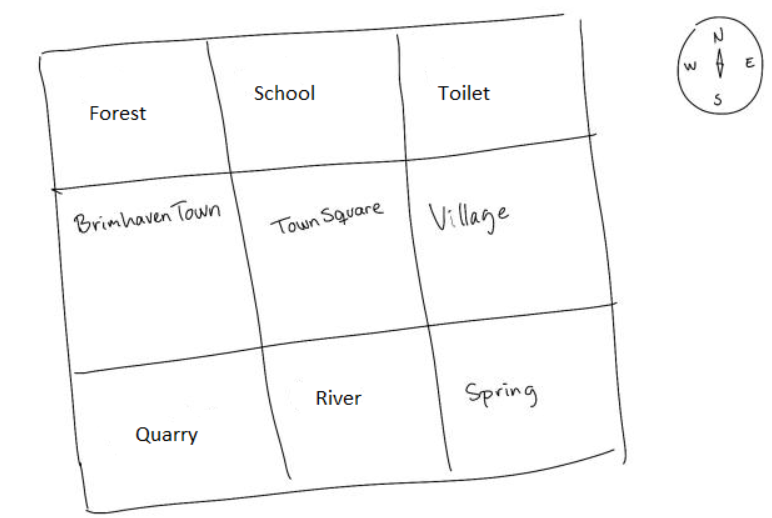 N
W E
S
Forest School Toilet
Brimhaven Town Town Square Village
Quarry River Spring